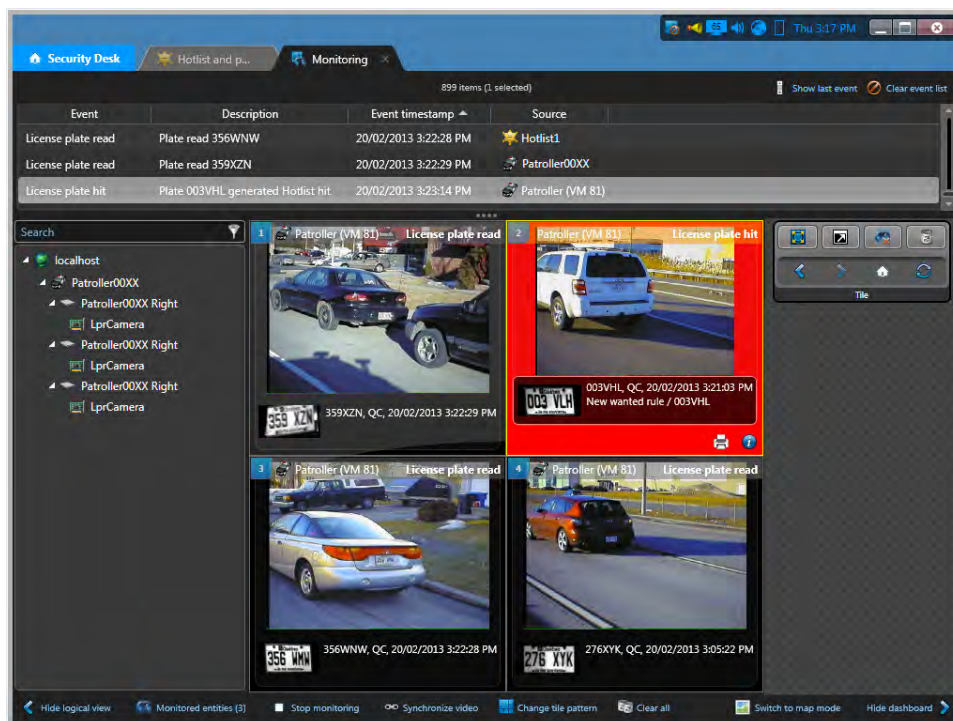 65 Thu 3:17 PM
Security Desk Hotlist and p... Monitoring
899 items (1 selected) Show last event Clear event list
Event Description Event timestamp Source
License plate read Plate read 356WNW 20/02/2013 3:22:28 PM Hotlist1
License plate read Plate read 359XZN 20/02/2013 3:22:29 PM Patroller00XX
License plate hit Plate 003VHL generated Hotlist hit 20/02/2013 3:23:14 PM Patroller (VM 81)
Search
localhost
Patroller00XX
Patroller00XX Right
LprCamera
Patroller00XX Right
LprCamera
Patroller00XX Right
LprCamera
1 Patroller (VM 81) License plate read
359 XZN
359XZN, QC, 20/02/2013 3:22:29 PM
2 Patroller (VM 81) License plate hit
003 VLH
003VHL, QC, 20/02/2013 3:21:03 PM
New wanted rule / 003VHL
3 Patroller (VM 81) License plate read
356 WMW
356WNW, QC, 20/02/2013 3:22:28 PM
4 Patroller (VM 81) License plate read
276 XYK
276XYK, QC, 20/02/2013 3:05:22 PM
Tile
Hide logical view Monitored entities (3) Stop monitoring Synchronize video Change tile pattern Clear all Switch to map mode Hide dashboard